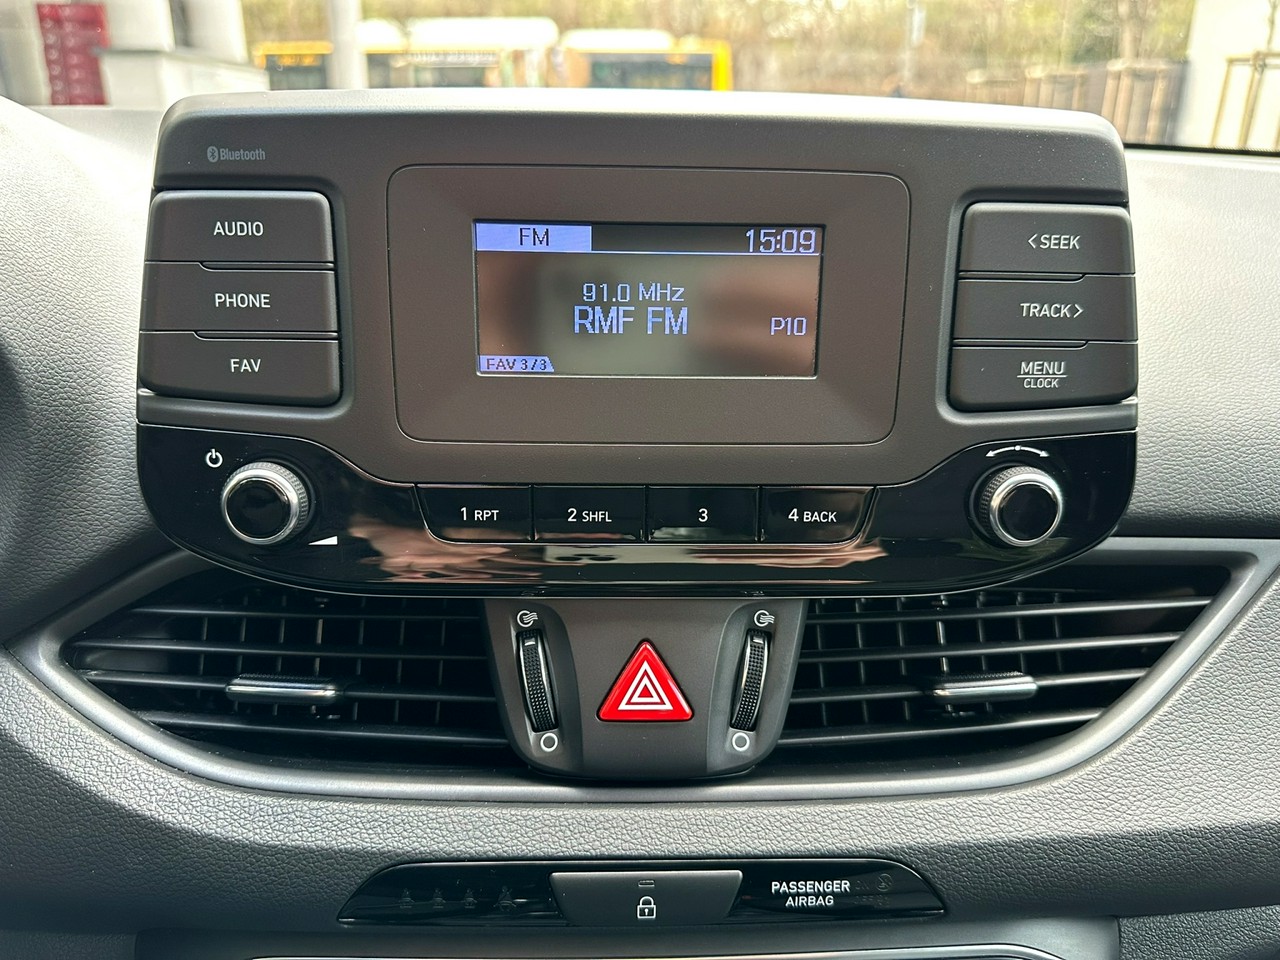 Bluetooth
AUDIO
PHONE
FAV
FM 15:09
91.0 MHz
RMF FM
P10
FAV 3/3
<SEEK
TRACK>
MENU
CLOCK
1 RPT
2 SHFL
3
4 BACK
PASSENGER
AIRBAG